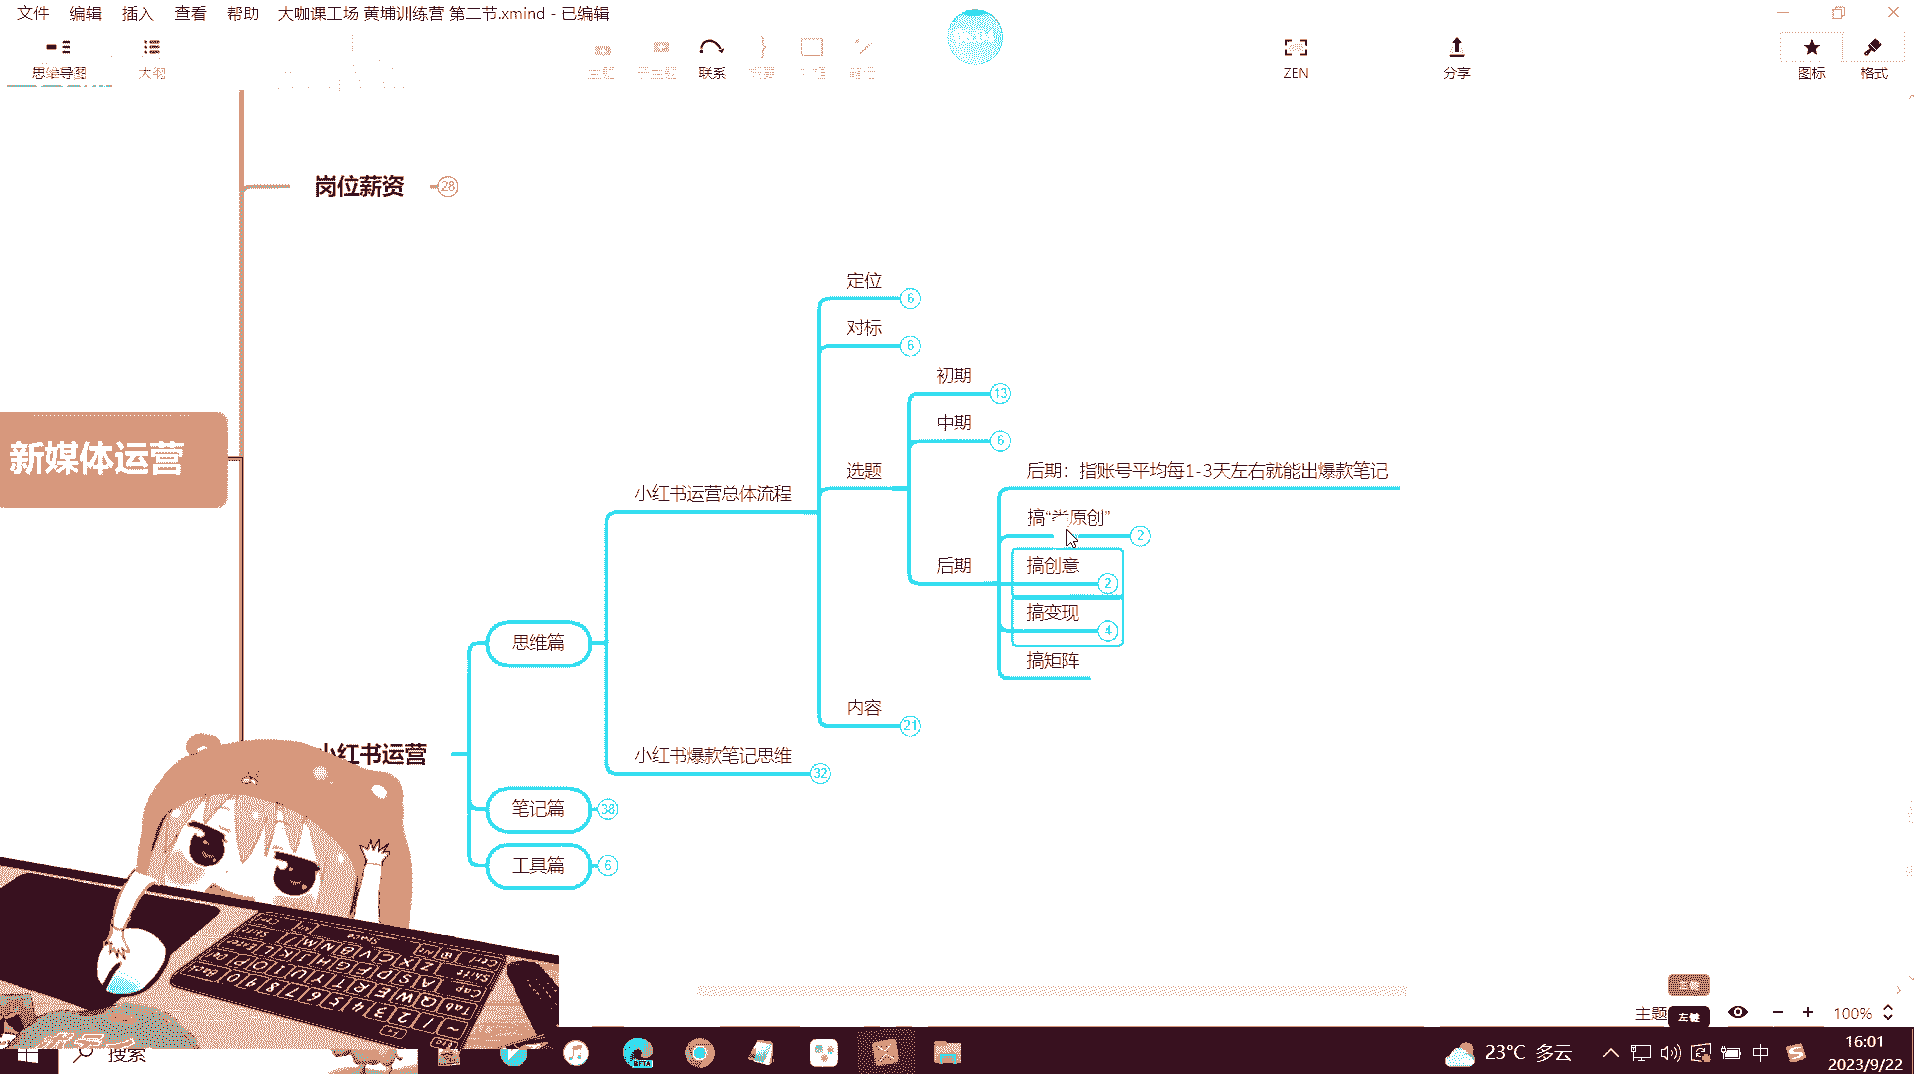 文件 编辑 插入 查看 帮助 大咖课工场 黄埔训练营 第二节.xmind - 已编辑
思维导图 大纲 联系 ZEN 分享 图标 格式
岗位薪资 28
定位 6
对标 6
初期 13
中期 6
新媒体运营
选题
后期：指账号平均每1-3天左右就能出爆款笔记
小红书运营总体流程
搞“类原创” 2
后期
搞创意 2
搞变现 4
思维篇
搞矩阵
内容 21
小红书运营
小红书爆款笔记思维 32
笔记篇 38
工具篇 6
主题
左键
100%
搜索
BETA
23°C 多云
中
16:01
2023/9/22